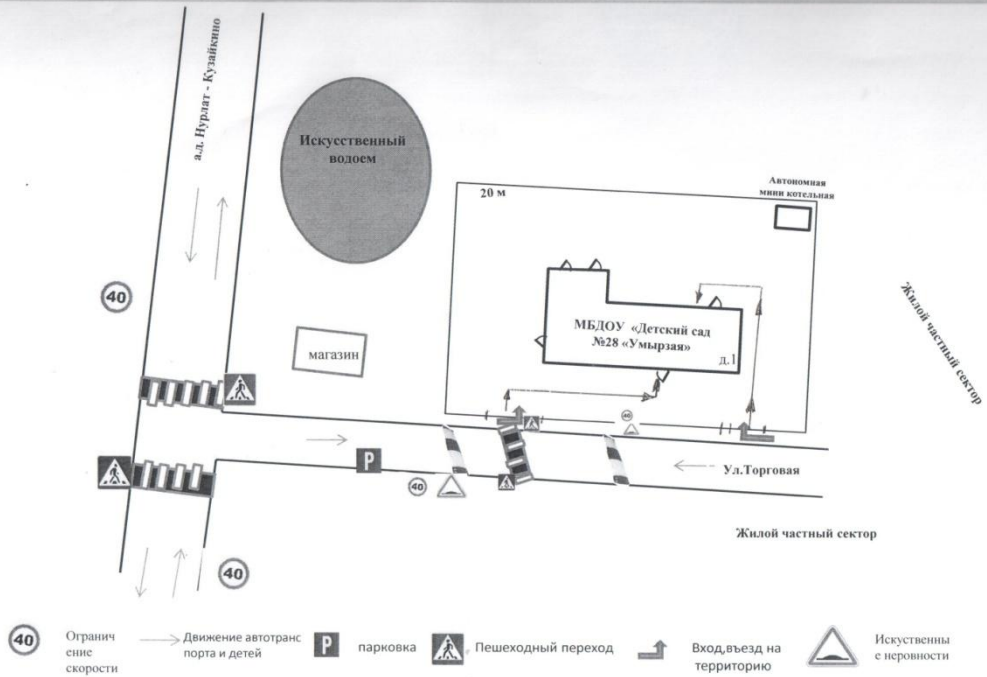 а.д. Нурлат - Кузайкино
Искусственный
водоем
20 м
Автономная
мини котельная
40
МБДОУ «Детский сад
№28 «Умырзая»
д.1
Жилой частный сектор
магазин
40
P
40
Ул.Торговая
Жилой частный сектор
40
40
Огранич
ение
скорости
Движение автотранс
порта и детей
P
парковка
Пешеходный переход
Вход,въезд на
территорию
Искуственны
е неровности